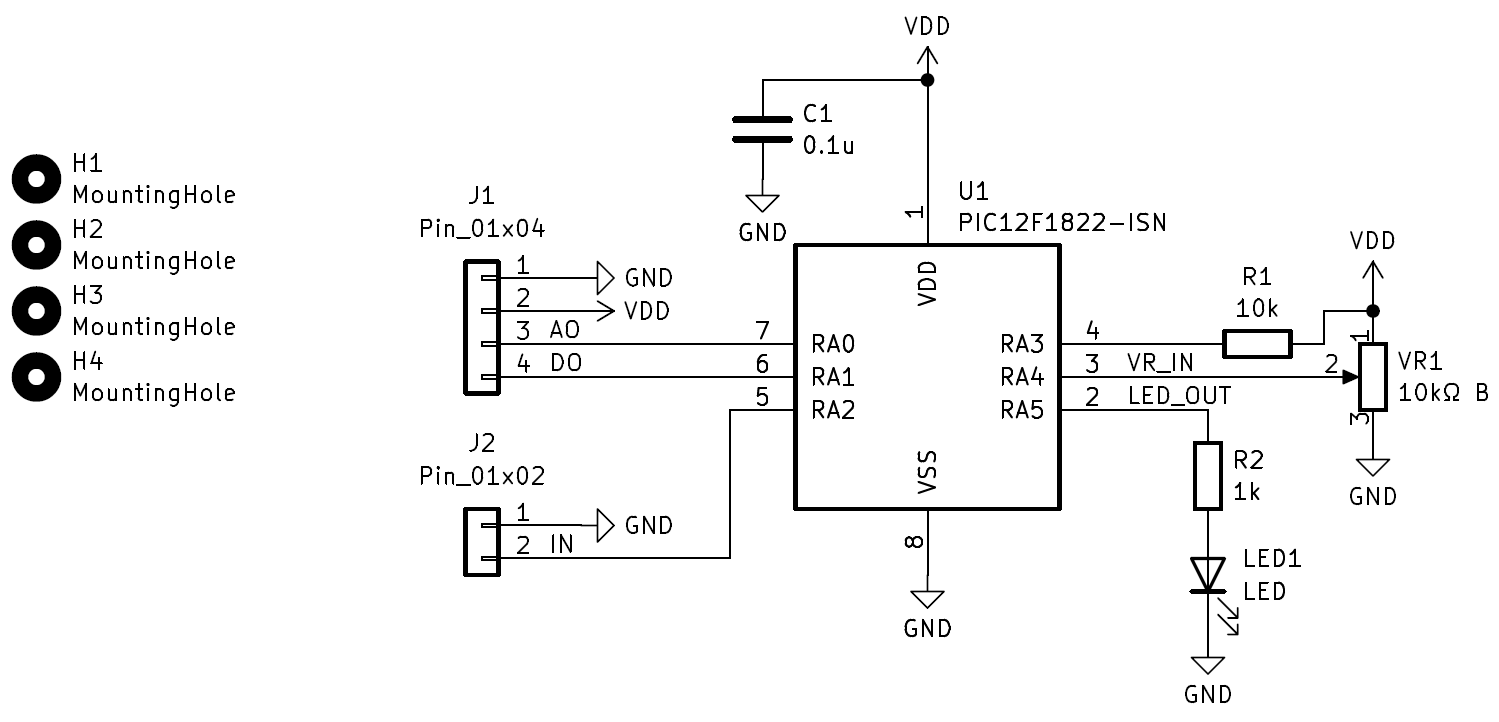 VDD
C1
0.1u
GND
H1
MountingHole
H2
MountingHole
H3
MountingHole
H4
MountingHole
J1
Pin_01x04
1
GND
2
VDD
3
AO
4
DO
J2
Pin_01x02
1
GND
2
IN
U1
PIC12F1822-ISN
1
VDD
7
RA0
6
RA1
5
RA2
RA3
4
RA4
3
VR_IN
RA5
2
LED_OUT
VSS
8
GND
R1
10k
VDD
1
2
3
VR1
10kΩ B
GND
R2
1k
LED1
LED
GND